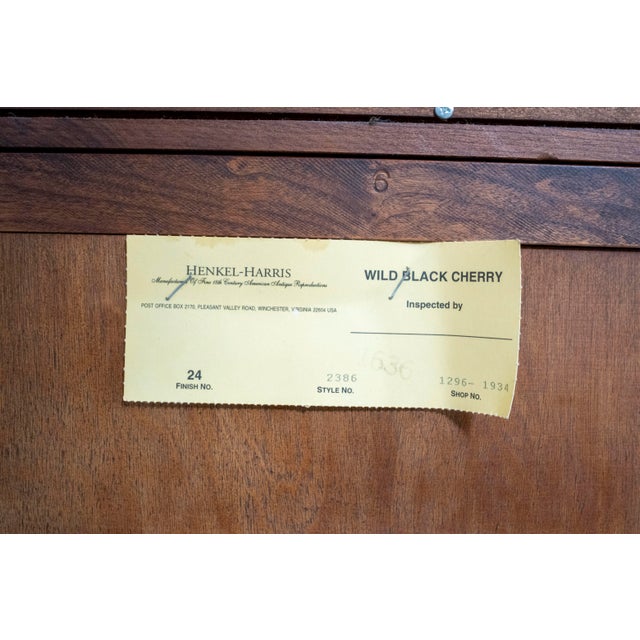 6
HENKEL-HARRIS
Manufacturers Of Fine 18th Century American Antique Reproductions
POST OFFICE BOX 2170, PLEASANT VALLEY ROAD, WINCHESTER, VIRGINIA 22604 USA
WILD BLACK CHERRY
Inspected by
1636
24
FINISH NO.
2386
STYLE NO.
1296- 1934
SHOP NO.